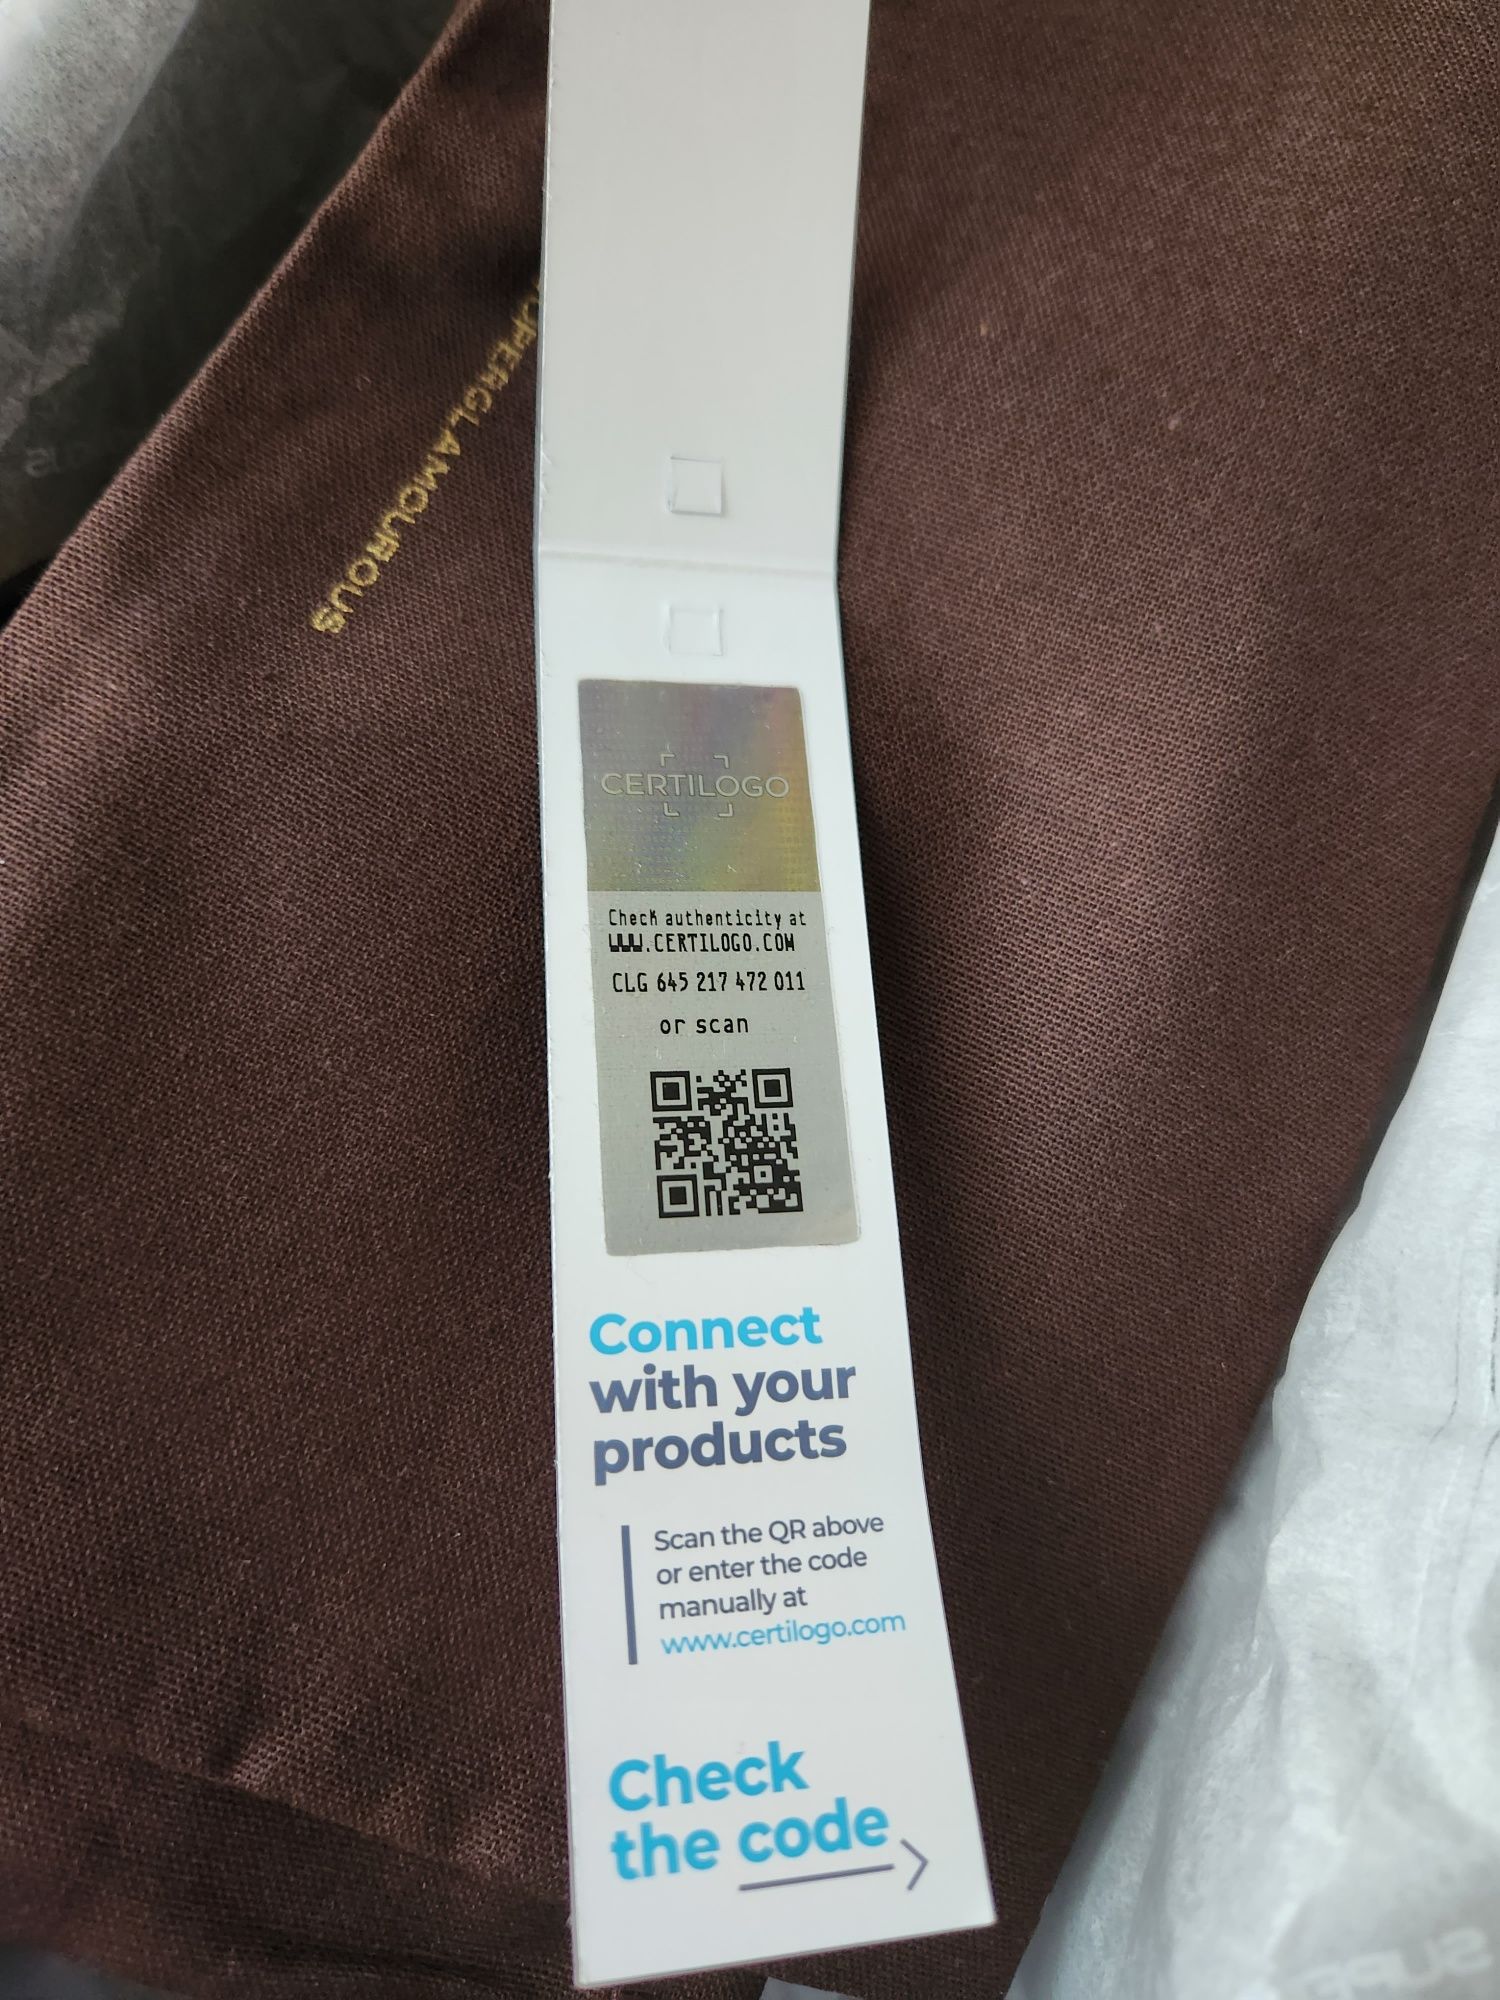 SUPERGLAMOUROUS
CERTILOGO
Check authenticity at
WWW.CERTILOGO.COM
CLG 645 217 472 011
or scan
Connect
with your
products
Scan the QR above
or enter the code
manually at
www.certilogo.com
Check
the code